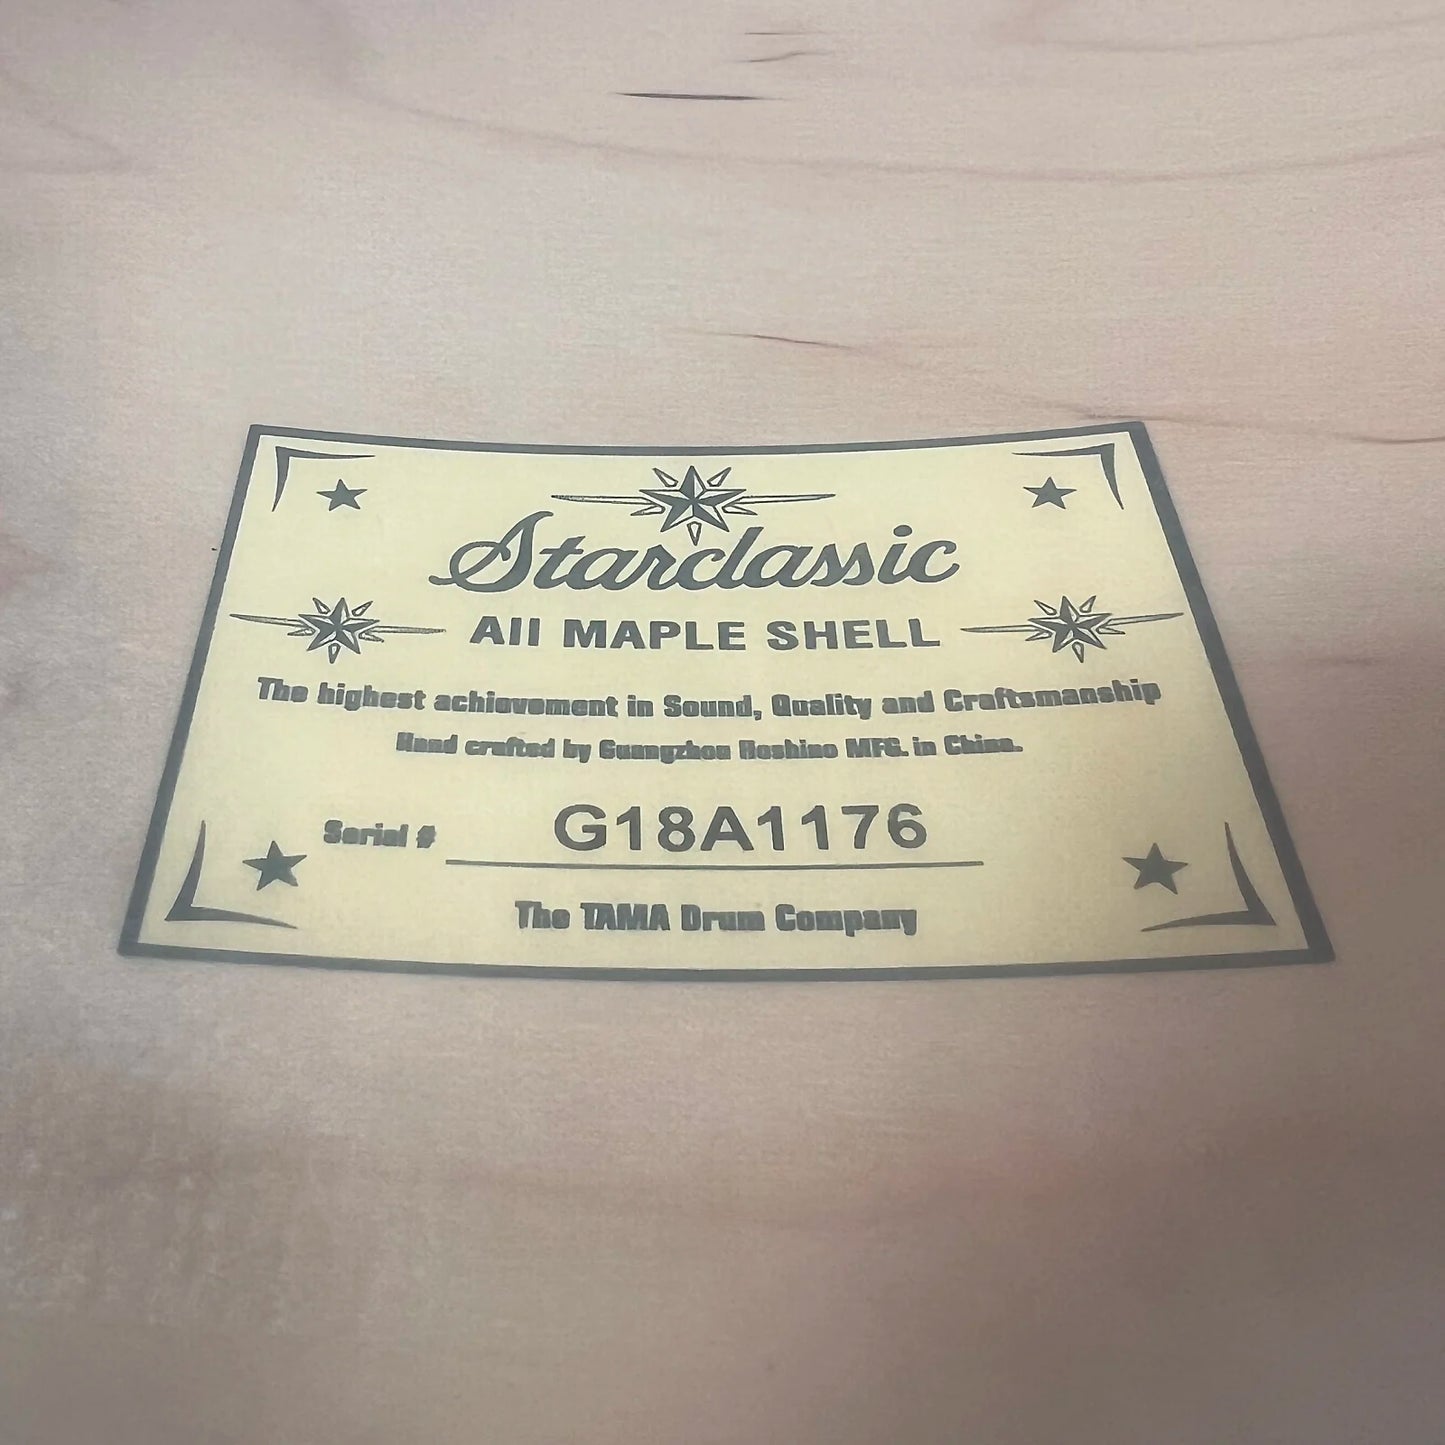 Starclassic
All MAPLE SHELL
The highest achievement in Sound, Quality and Craftsmanship
Hand crafted by Guangzhou Hoshino MFG. in China.
Serial # G18A1176
The TAMA Drum Company